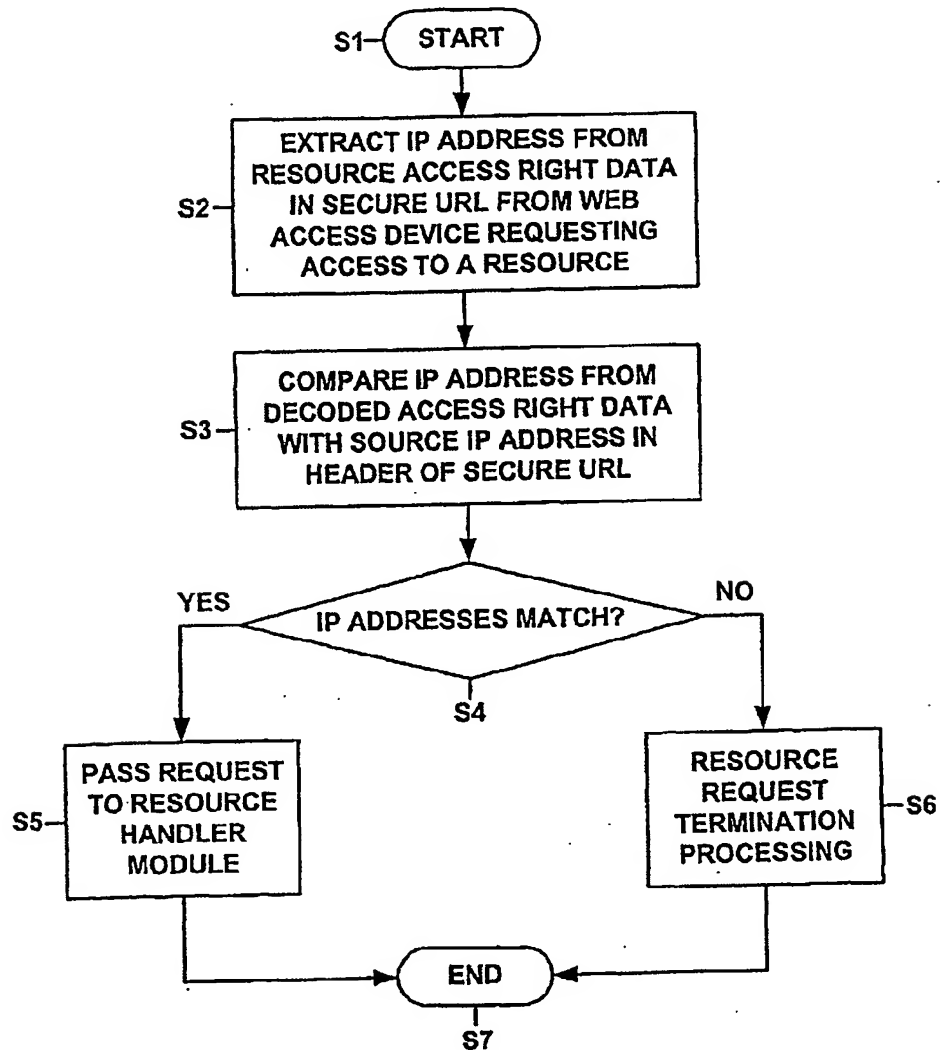 S1
START
EXTRACT IP ADDRESS FROM
RESOURCE ACCESS RIGHT DATA
IN SECURE URL FROM WEB
ACCESS DEVICE REQUESTING
ACCESS TO A RESOURCE
S2
COMPARE IP ADDRESS FROM
DECODED ACCESS RIGHT DATA
WITH SOURCE IP ADDRESS IN
HEADER OF SECURE URL
S3
YES
IP ADDRESSES MATCH?
NO
S4
PASS REQUEST
TO RESOURCE
HANDLER
MODULE
S5
RESOURCE
REQUEST
TERMINATION
PROCESSING
S6
END
S7